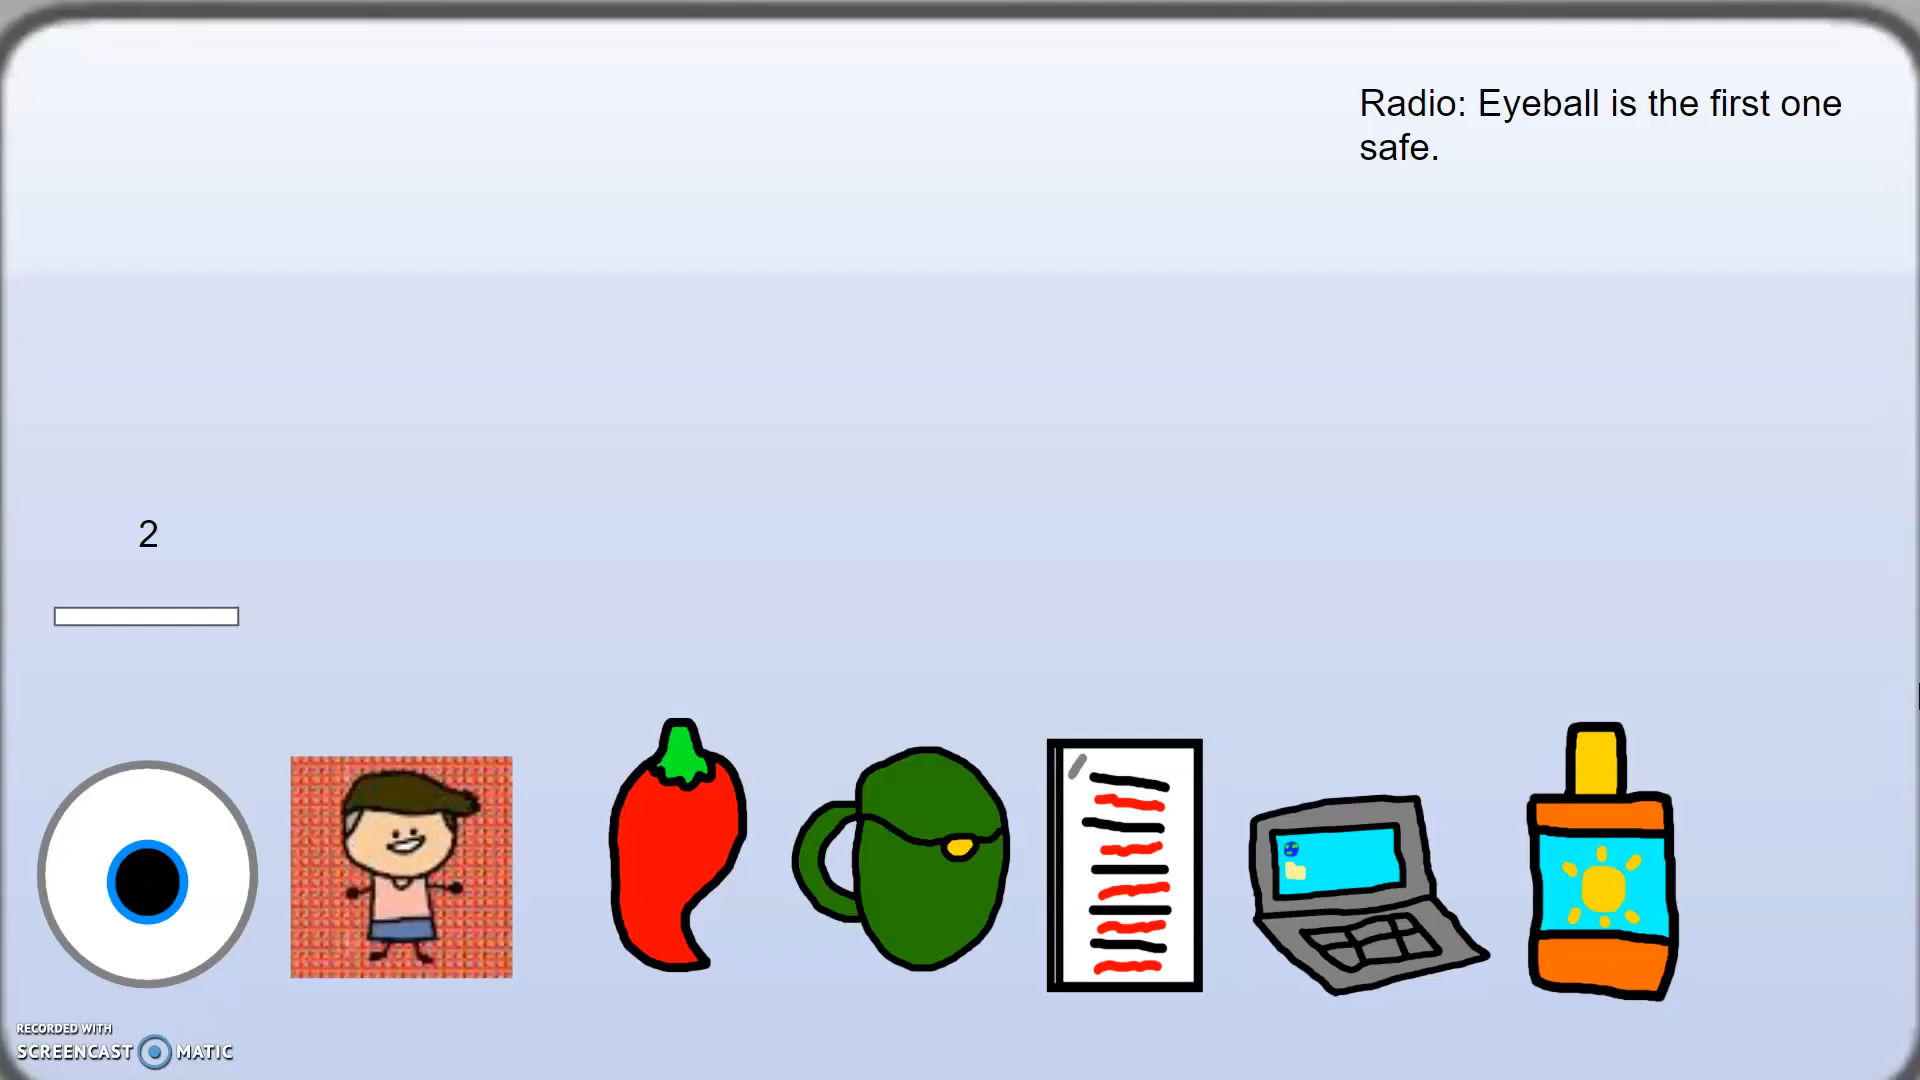 Radio: Eyeball is the first one
safe.
2
RECORDED WITH
SCREENCAST MATIC